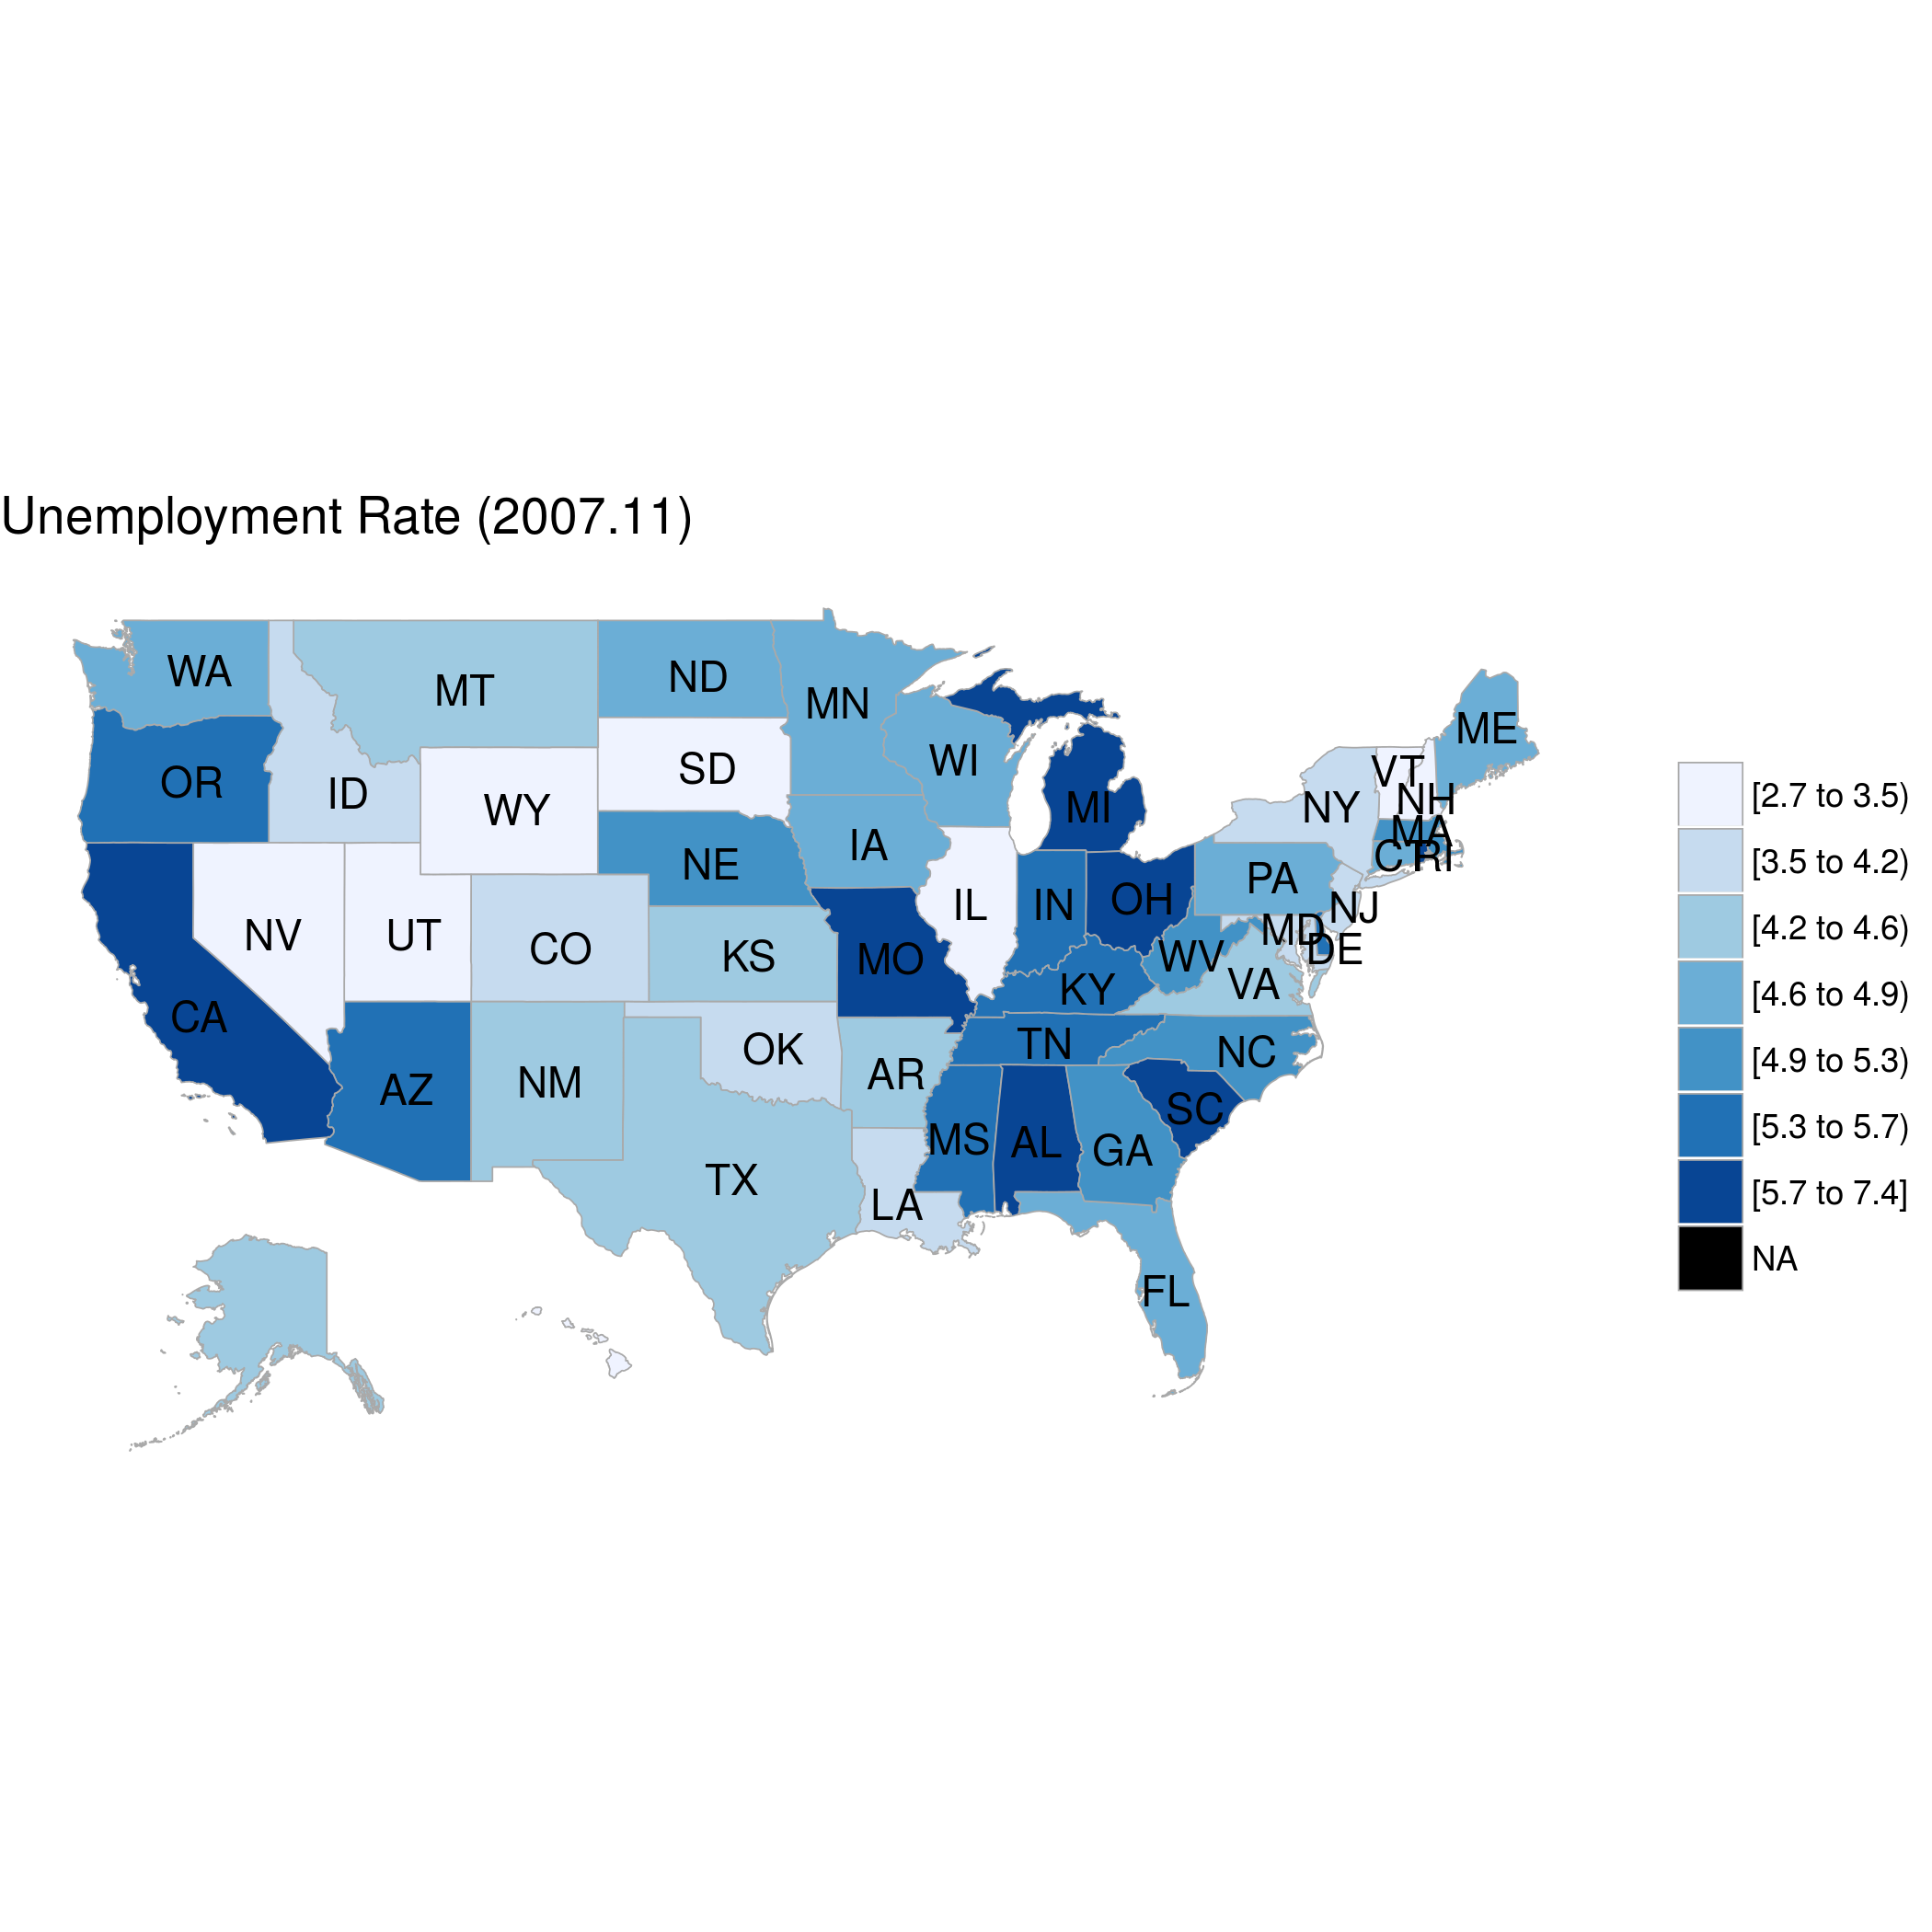 Unemployment Rate (2007.11)
WA
MT
ND
MN
ME
OR
ID
WY
SD
WI
MI
NY
VT
NH
MA
CT
RI
NE
IA
PA
NJ
NV
UT
CO
KS
MO
IL
IN
OH
WV
MD
DE
VA
CA
AZ
NM
OK
AR
KY
TN
NC
SC
TX
LA
MS
AL
GA
FL
[2.7 to 3.5)
[3.5 to 4.2)
[4.2 to 4.6)
[4.6 to 4.9)
[4.9 to 5.3)
[5.3 to 5.7)
[5.7 to 7.4]
NA